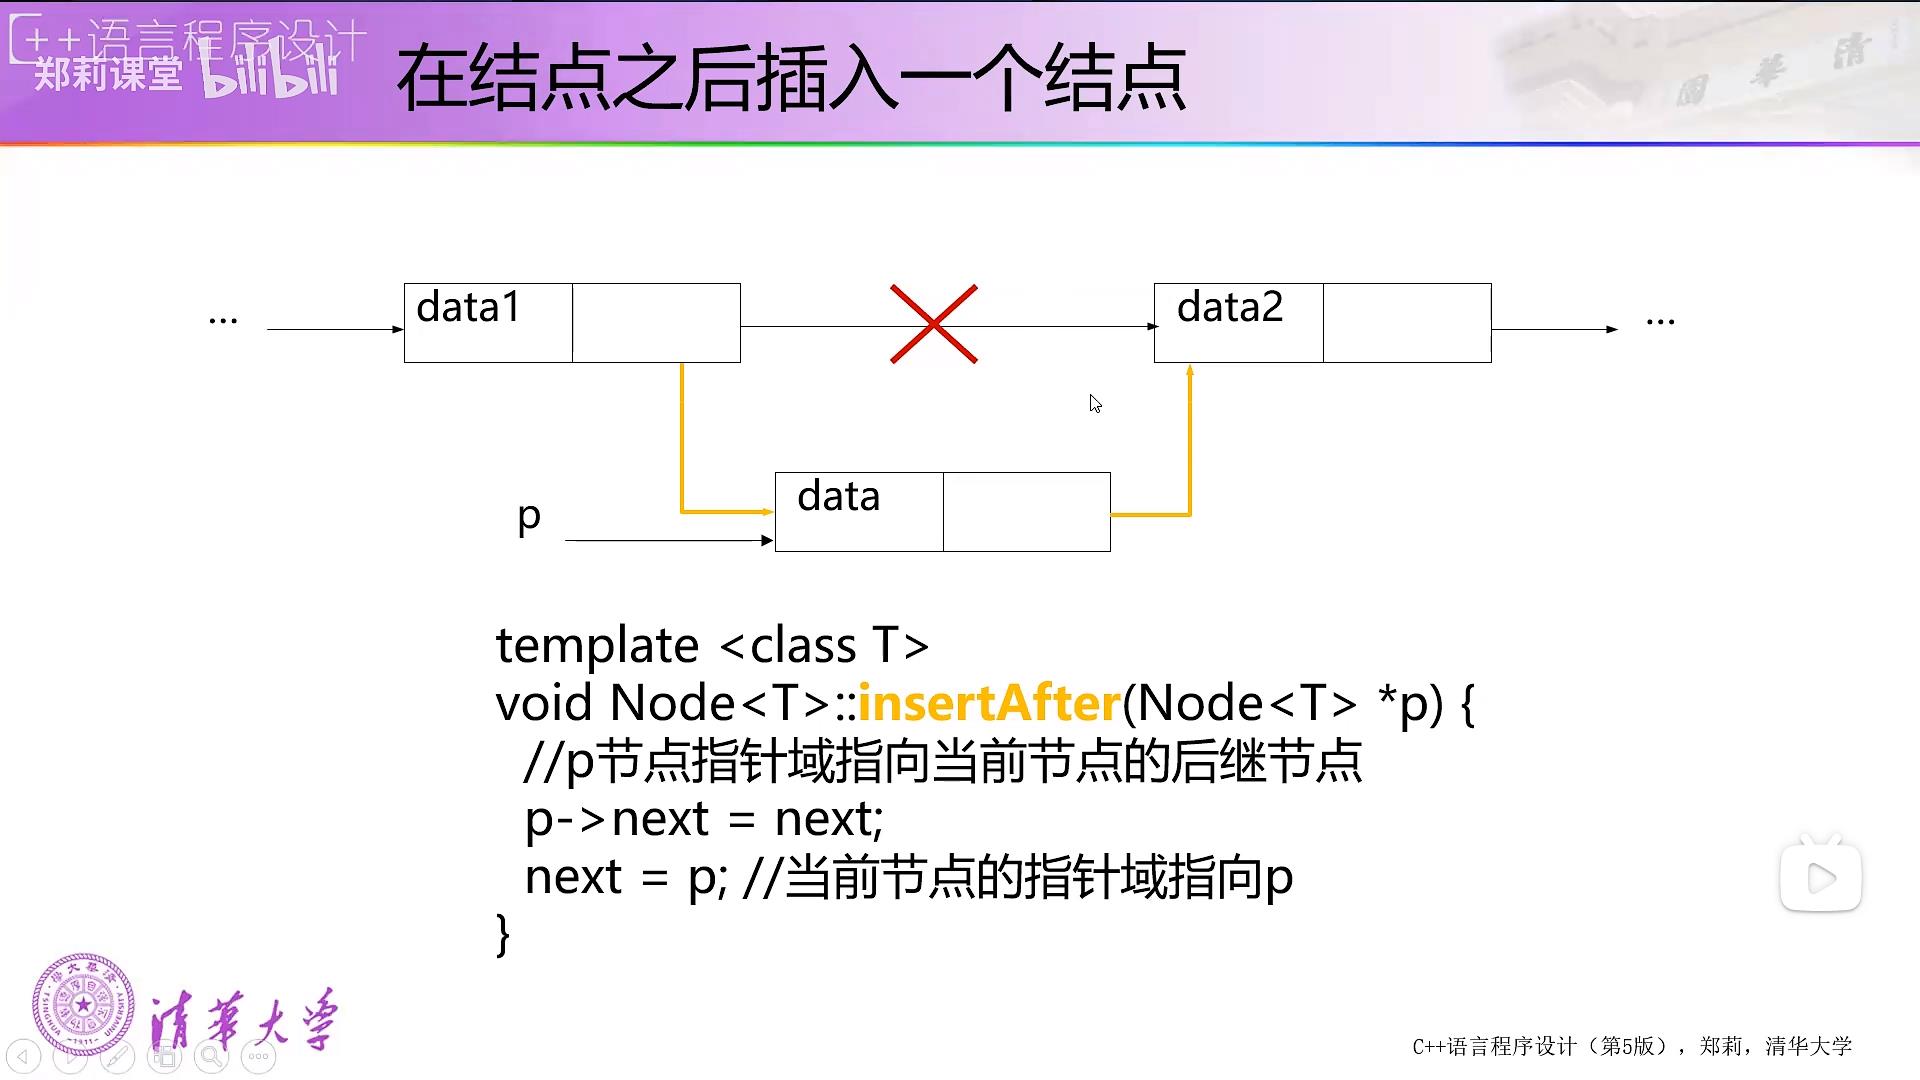 C++语言程序设计
郑莉课堂 bilibili
在结点之后插入一个结点
清華園
... data1 data2 ...
p data
template <class T>
void Node<T>::insertAfter(Node<T> *p) {
//p节点指针域指向当前节点的后继节点
p->next = next;
next = p; //当前节点的指针域指向p
}
清華大学
C++语言程序设计（第5版），郑莉，清华大学